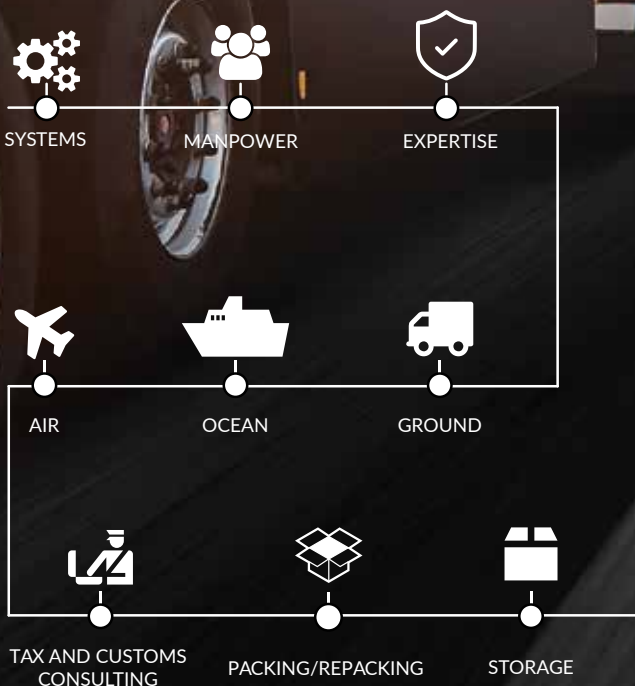 SYSTEMS
MANPOWER
EXPERTISE
AIR
OCEAN
GROUND
TAX AND CUSTOMS
CONSULTING
PACKING/REPACKING
STORAGE